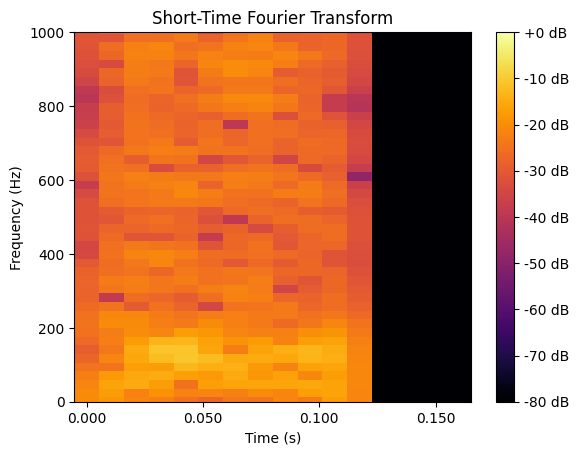 Short-Time Fourier Transform
1000
800
600
400
200
0
Frequency (Hz)
0.000
0.050
0.100
0.150
Time (s)
+0 dB
-10 dB
-20 dB
-30 dB
-40 dB
-50 dB
-60 dB
-70 dB
-80 dB